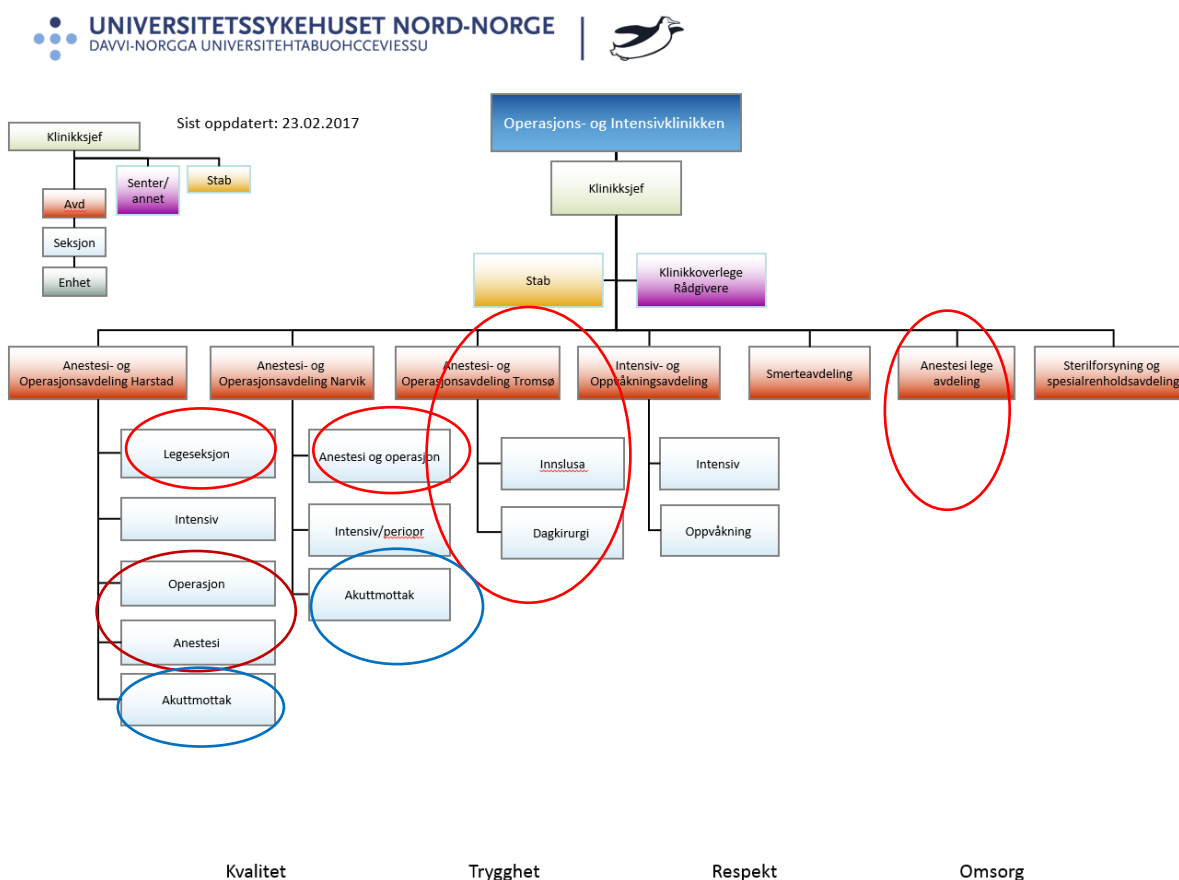 UNIVERSITETSSYKEHUSET NORD-NORGE
DAVVI-NORGGA UNIVERSITEHTABUOHCCEVIESSU
Sist oppdatert: 23.02.2017
Klinikksjef
Senter/
annet
Stab
Avd
Seksjon
Enhet
Operasjons- og Intensivklinikken
Klinikksjef
Stab
Klinikkoverlege
Rådgivere
Anestesi- og
Operasjonsavdeling Harstad
Anestesi- og
Operasjonsavdeling Narvik
Anestesi- og
Operasjonsavdeling Tromsø
Intensiv- og
Oppvåkningsavdeling
Smerteavdeling
Anestesi lege
avdeling
Sterilforsyning og
spesialrenholdsavdeling
Legeseksjon
Intensiv
Operasjon
Anestesi
Akuttmottak
Anestesi og operasjon
Intensiv/periopr
Akuttmottak
Innslusa
Dagkirurgi
Intensiv
Oppvåkning
Kvalitet
Trygghet
Respekt
Omsorg